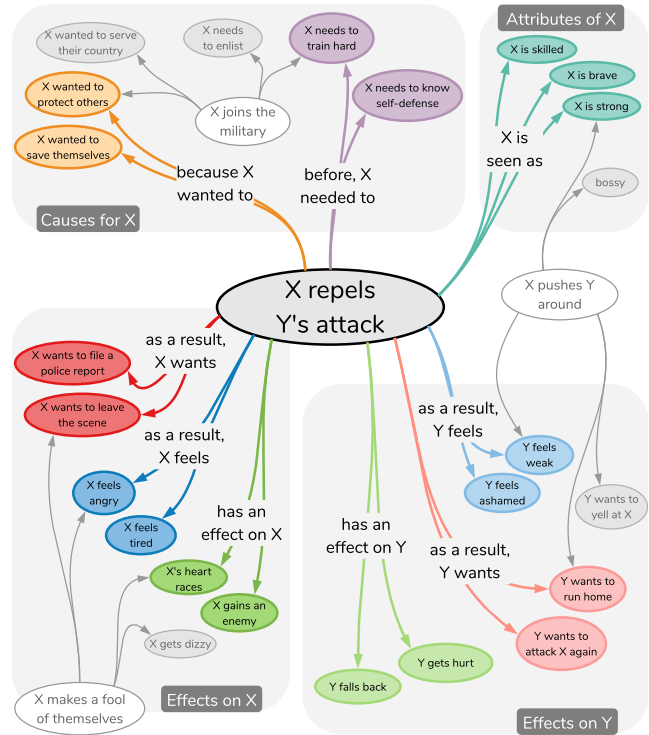 Attributes of X
X wanted to serve
their country
X needs
to enlist
X needs to
train hard
X is skilled
X is brave
X is strong
X wanted to
protect others
X needs to know
self-defense
X joins the
military
X wanted to
save themselves
because X
wanted to
before, X
needed to
X is
seen as
bossy
Causes for X
X repels
Y's attack
X pushes Y
around
as a result,
X wants
X wants to file a
police report
X wants to leave
the scene
as a result,
X feels
X feels
angry
X feels
tired
has an
effect on X
X's heart
races
X gains an
enemy
X gets dizzy
X makes a fool
of themselves
Effects on X
as a result,
Y feels
Y feels
weak
Y feels
ashamed
Y wants to
yell at X
has an
effect on Y
as a result,
Y wants
Y wants to
run home
Y wants to
attack X again
Y gets hurt
Y falls back
Effects on Y